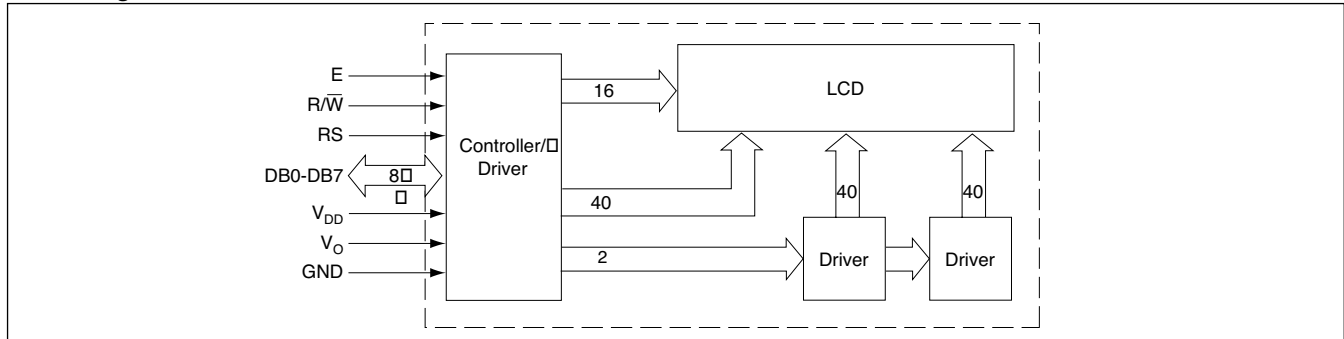 E
R/W̅
RS
DB0-DB7
8□
□
V_DD
V_O
GND
Controller/□
Driver
16
40
2
LCD
40
40
Driver
Driver